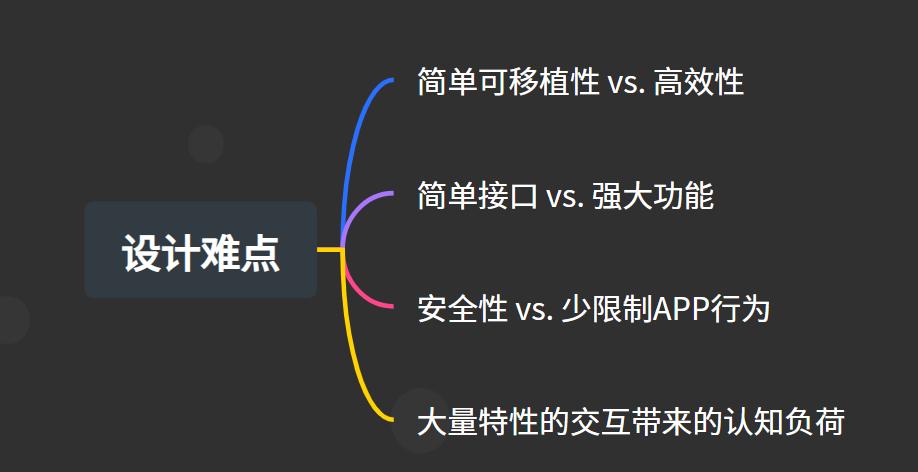 简单可移植性 vs. 高效性
简单接口 vs. 强大功能
设计难点
安全性 vs. 少限制APP行为
大量特性的交互带来的认知负荷